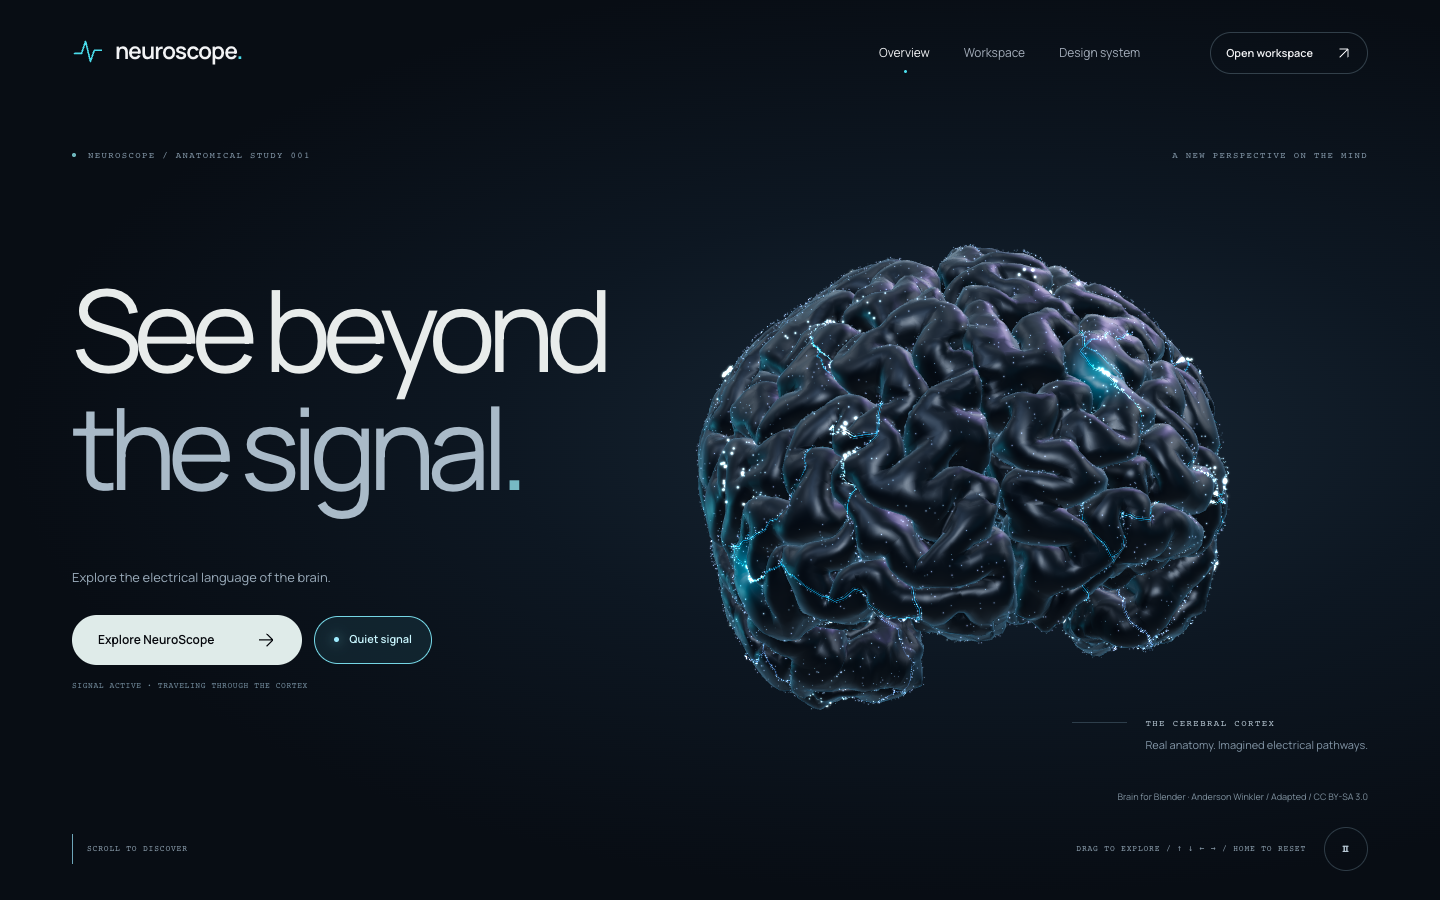 neuroscope.
Overview
Workspace
Design system
Open workspace
NEUROSCOPE / ANATOMICAL STUDY 001
A NEW PERSPECTIVE ON THE MIND
See beyond
the signal.
Explore the electrical language of the brain.
Explore NeuroScope
Quiet signal
SIGNAL ACTIVE · TRAVELING THROUGH THE CORTEX
THE CEREBRAL CORTEX
Real anatomy. Imagined electrical pathways.
Brain for Blender · Anderson Winkler / Adapted / CC BY-SA 3.0
SCROLL TO DISCOVER
DRAG TO EXPLORE / ↑ ↓ ← → / HOME TO RESET